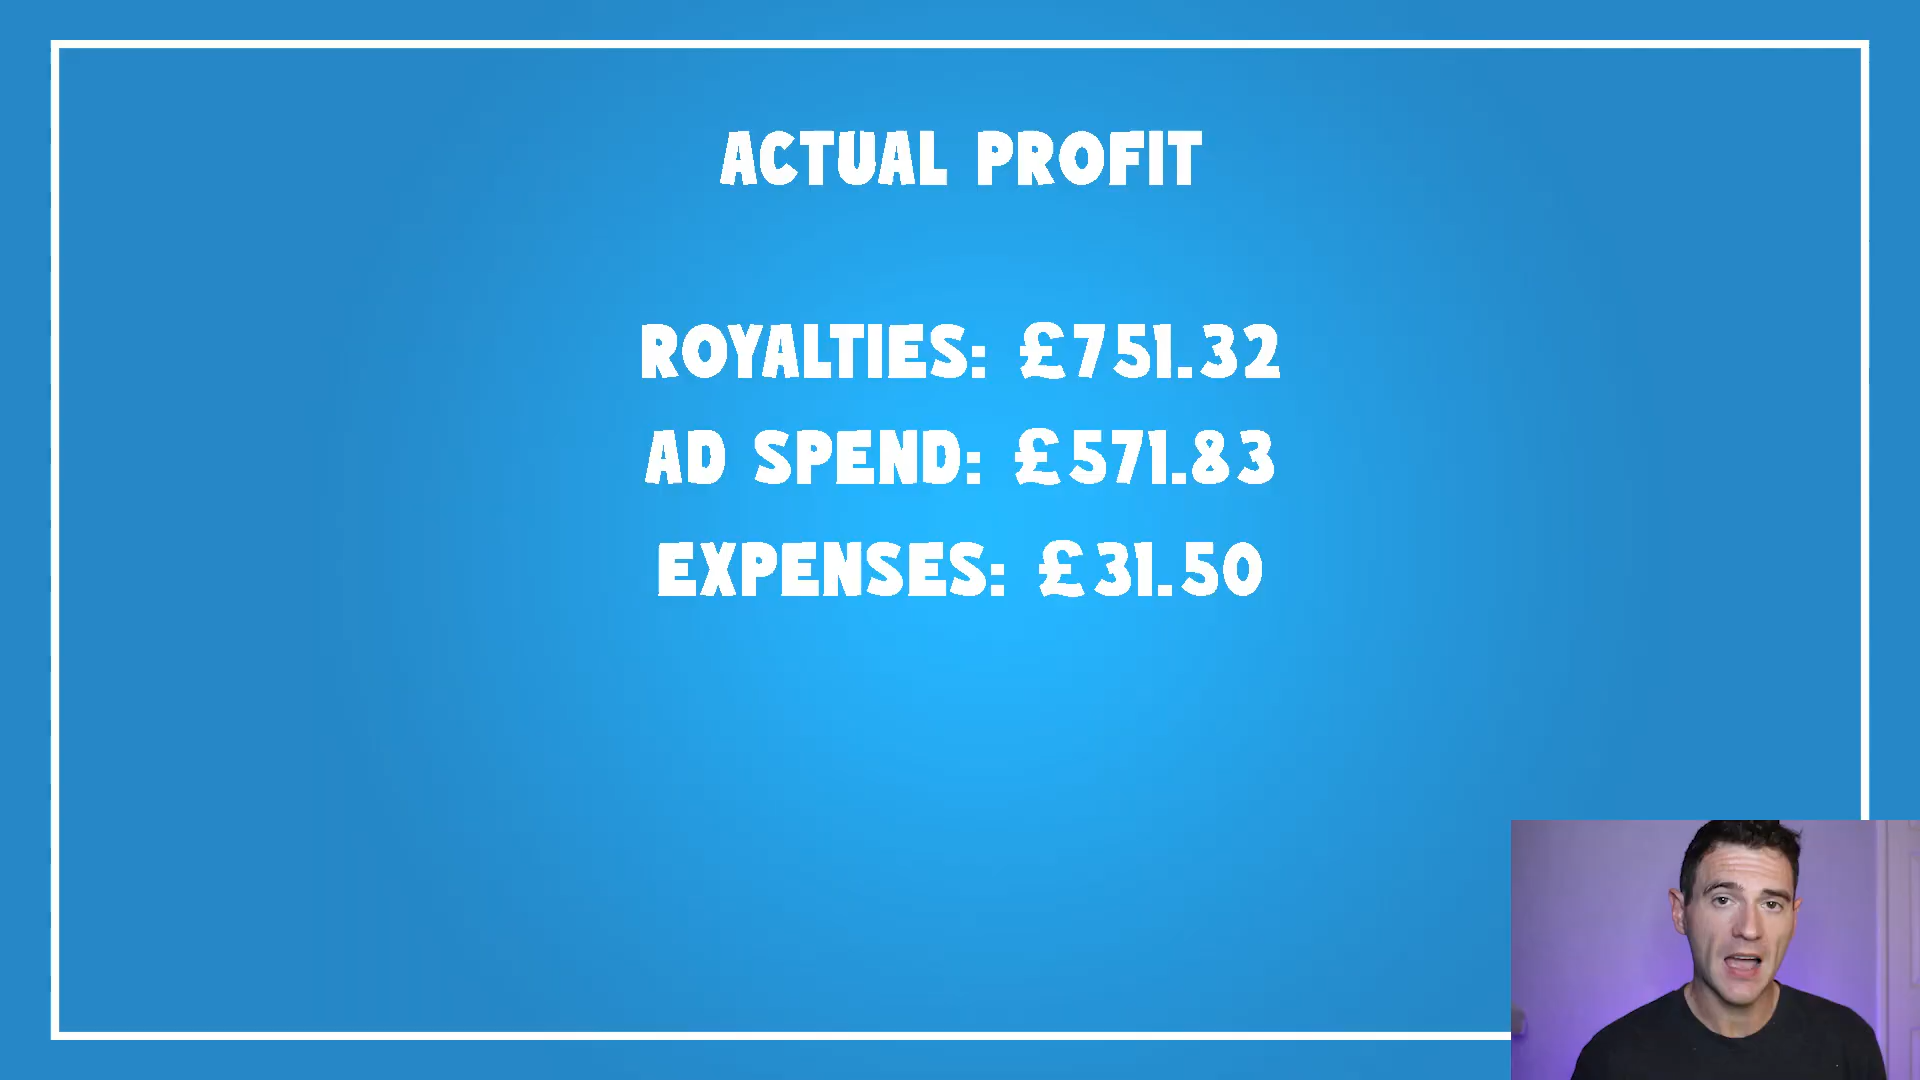 ACTUAL PROFIT
ROYALTIES: £751.32
AD SPEND: £571.83
EXPENSES: £31.50